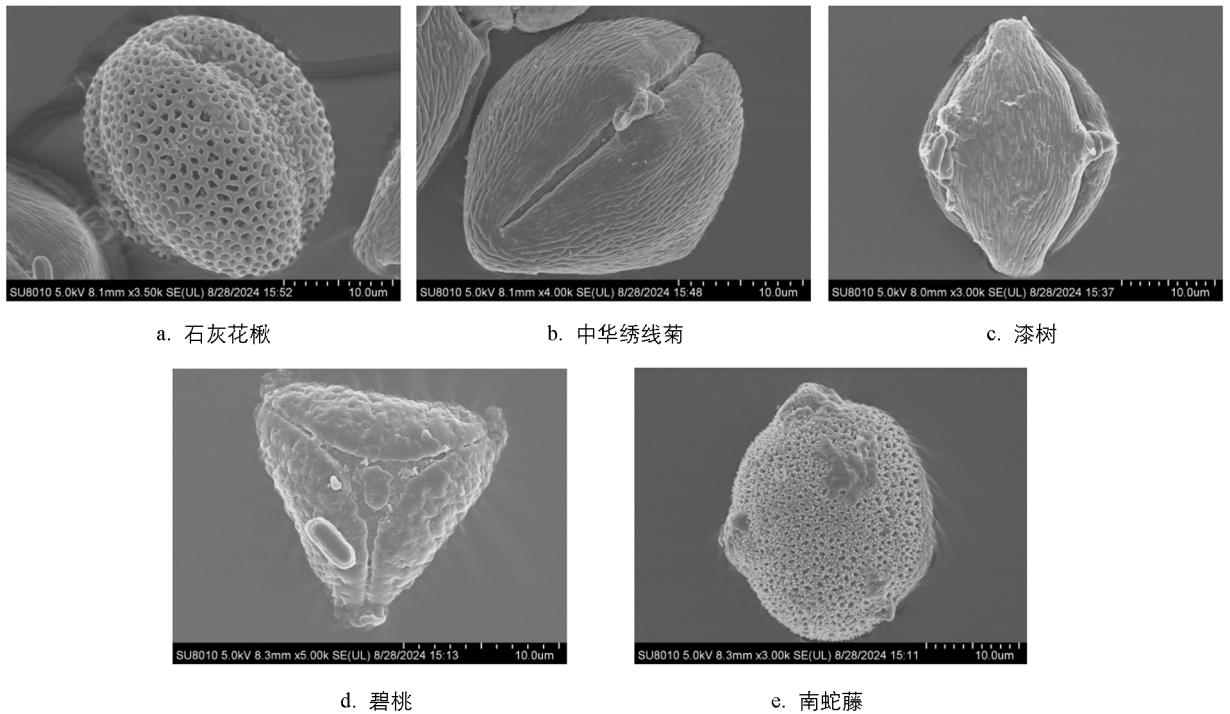 SU8010 5.0kV 8.1mm x3.50k SE(UL) 8/28/2024 15:52 10.0um
SU8010 5.0kV 8.1mm x4.00k SE(UL) 8/28/2024 15:48 10.0um
SU8010 5.0kV 8.0mm x3.00k SE(UL) 8/28/2024 15:37 10.0um
a. 石灰花楸
b. 中华绣线菊
c. 漆树
SU8010 5.0kV 8.3mm x5.00k SE(UL) 8/28/2024 15:13 10.0um
SU8010 5.0kV 8.3mm x3.00k SE(UL) 8/28/2024 15:11 10.0um
d. 碧桃
e. 南蛇藤